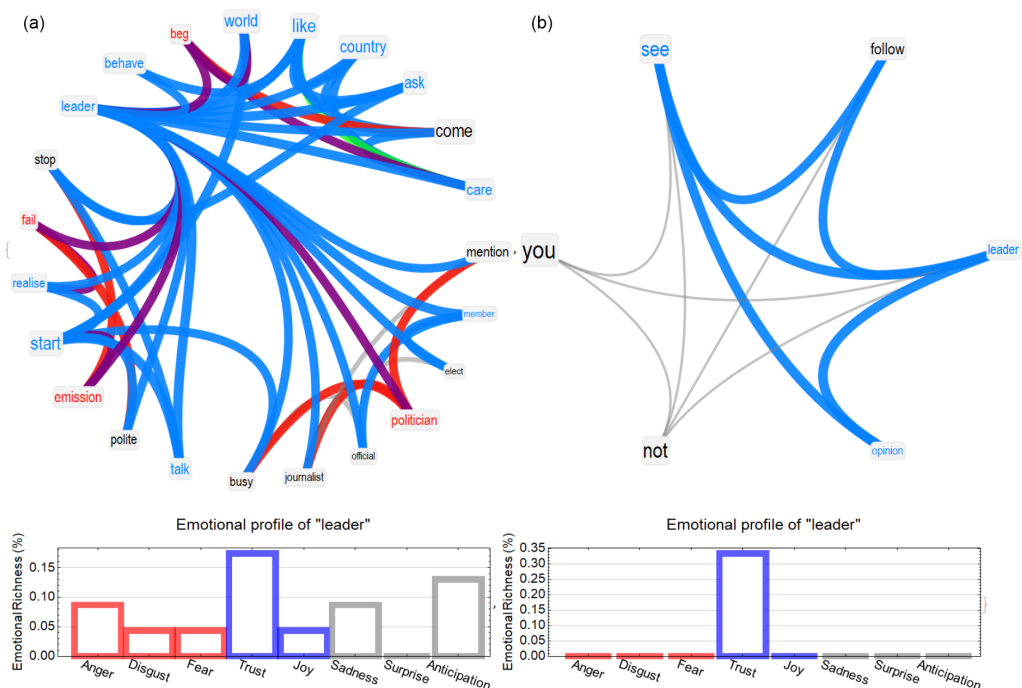 (a)
(b)
world
like
beg
country
see
follow
behave
ask
leader
come
stop
care
fail
mention
,
you
leader
{
realise
member
start
elect
emission
politician
polite
official
not
opinion
talk
busy
journalist
Emotional profile of "leader"
Emotional Richness (%)
0.15
0.10
0.05
0.00
Anger
Disgust
Fear
Trust
Joy
Sadness
Surprise
Anticipation
,
Emotional profile of "leader"
Emotional Richness (%)
0.35
0.30
0.25
0.20
0.15
0.10
0.05
0.00
Anger
Disgust
Fear
Trust
Joy
Sadness
Surprise
Anticipation
}